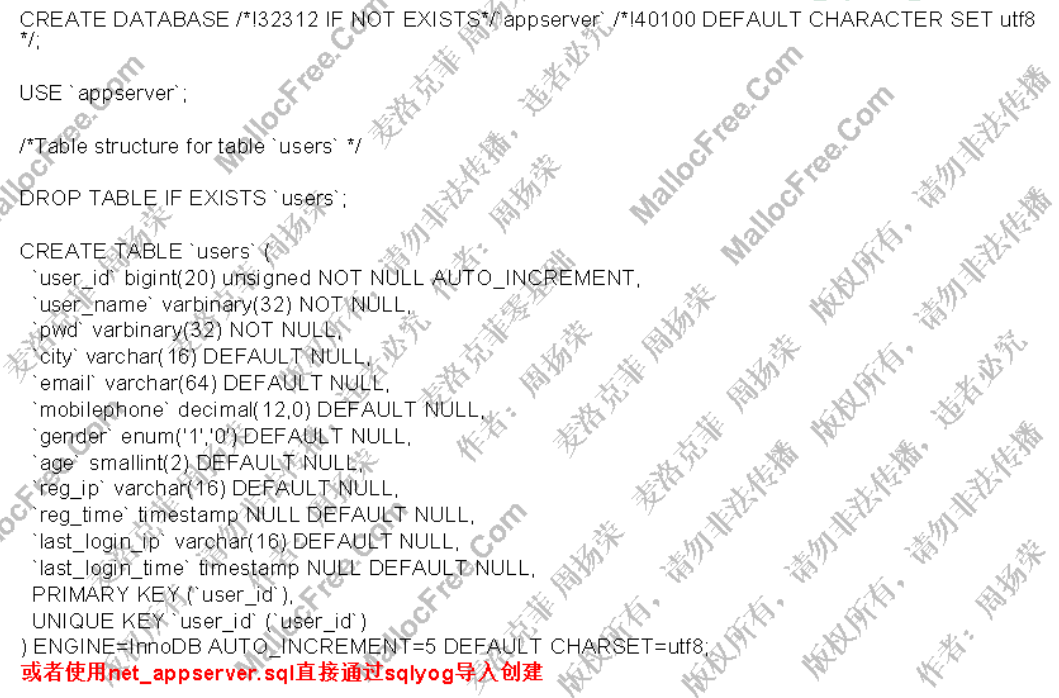 CREATE DATABASE /*!32312 IF NOT EXISTS*/`appserver` /*!40100 DEFAULT CHARACTER SET utf8
*/;
USE `appserver`;
/*Table structure for table `users` */
DROP TABLE IF EXISTS `users`;
CREATE TABLE `users` (
`user_id` bigint(20) unsigned NOT NULL AUTO_INCREMENT,
`user_name` varbinary(32) NOT NULL,
`pwd` varbinary(32) NOT NULL,
`city` varchar(16) DEFAULT NULL,
`email` varchar(64) DEFAULT NULL,
`mobilephone` decimal(12,0) DEFAULT NULL,
`gender` enum('1','0') DEFAULT NULL,
`age` smallint(2) DEFAULT NULL,
`reg_ip` varchar(16) DEFAULT NULL,
`reg_time` timestamp NULL DEFAULT NULL,
`last_login_ip` varchar(16) DEFAULT NULL,
`last_login_time` timestamp NULL DEFAULT NULL,
PRIMARY KEY (`user_id`),
UNIQUE KEY `user_id` (`user_id`)
) ENGINE=InnoDB AUTO_INCREMENT=5 DEFAULT CHARSET=utf8;
或者使用net_appserver.sql直接通过sqlyog导入创建
MallocFree.Com
麦洛克菲 周扬荣
版权所有，请勿非法传播，违者必究
作者：周扬荣